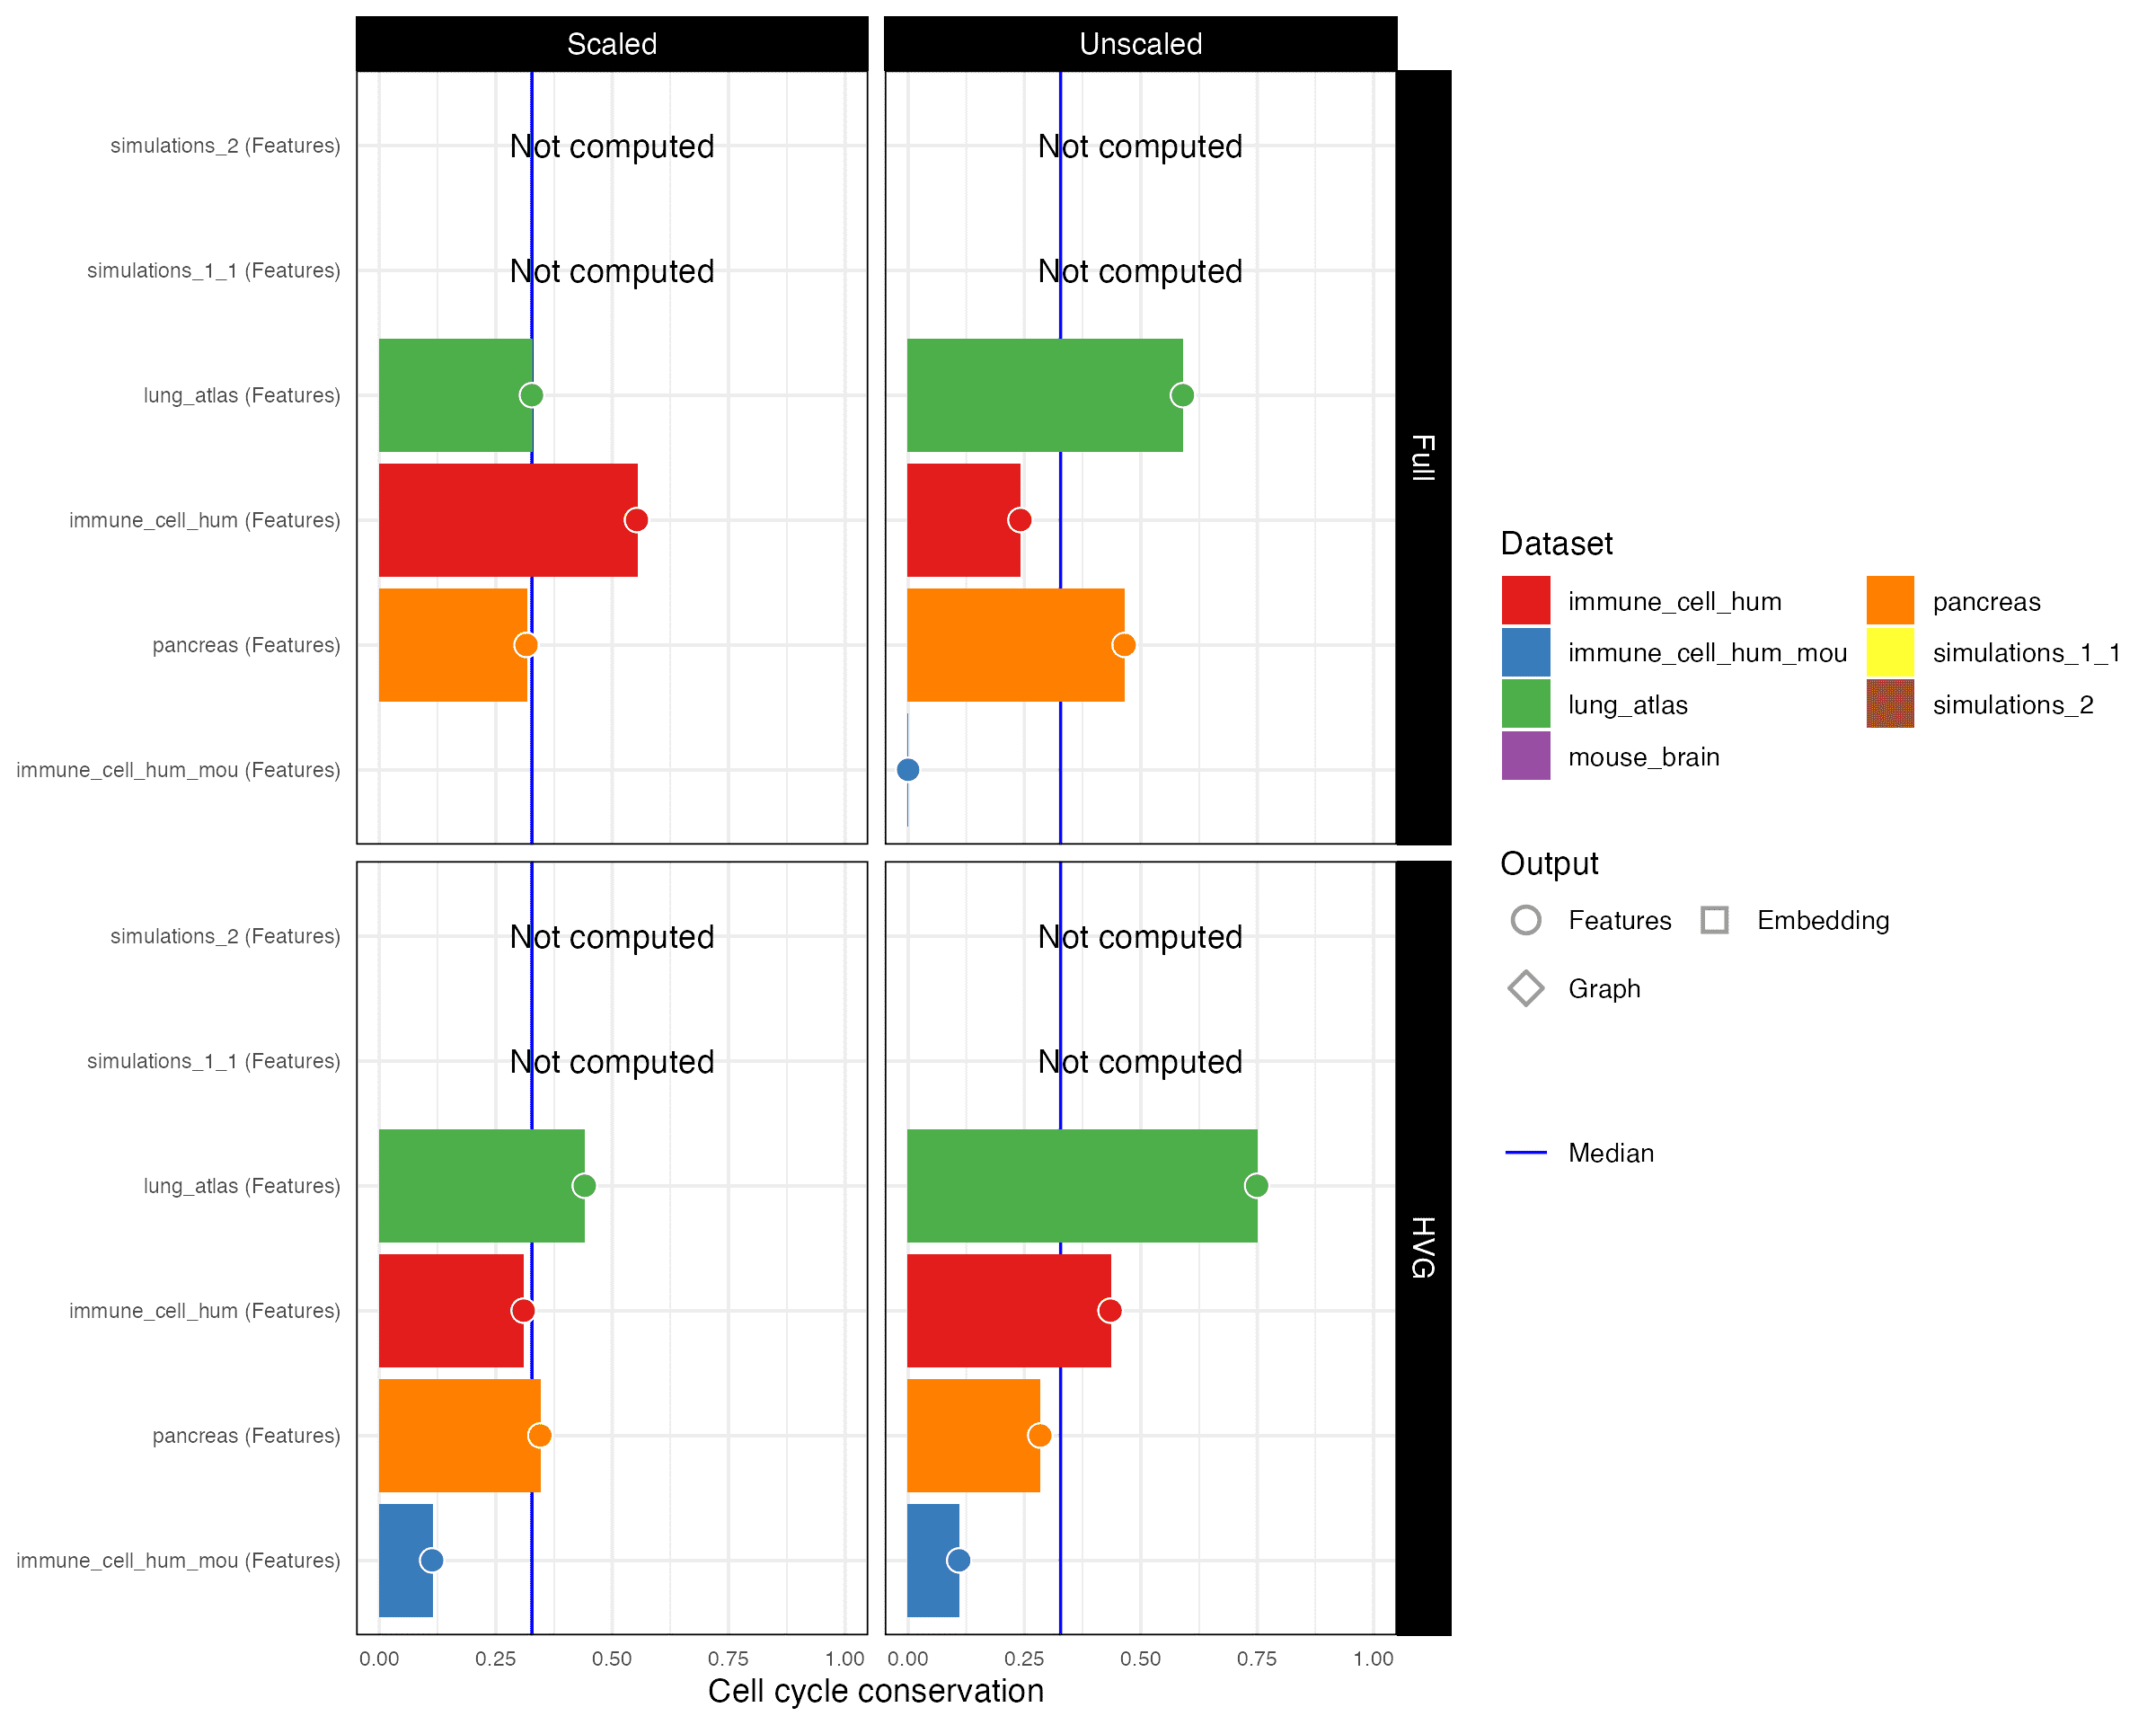 Scaled
Unscaled
simulations_2 (Features)
Not computed
Not computed
simulations_1_1 (Features)
Not computed
Not computed
lung_atlas (Features)
immune_cell_hum (Features)
pancreas (Features)
immune_cell_hum_mou (Features)
Full
simulations_2 (Features)
Not computed
Not computed
simulations_1_1 (Features)
Not computed
Not computed
lung_atlas (Features)
immune_cell_hum (Features)
pancreas (Features)
immune_cell_hum_mou (Features)
HVG
0.00 0.25 0.50 0.75 1.00
0.00 0.25 0.50 0.75 1.00
Cell cycle conservation
Dataset
immune_cell_hum
immune_cell_hum_mou
lung_atlas
mouse_brain
pancreas
simulations_1_1
simulations_2
Output
Features
Embedding
Graph
Median